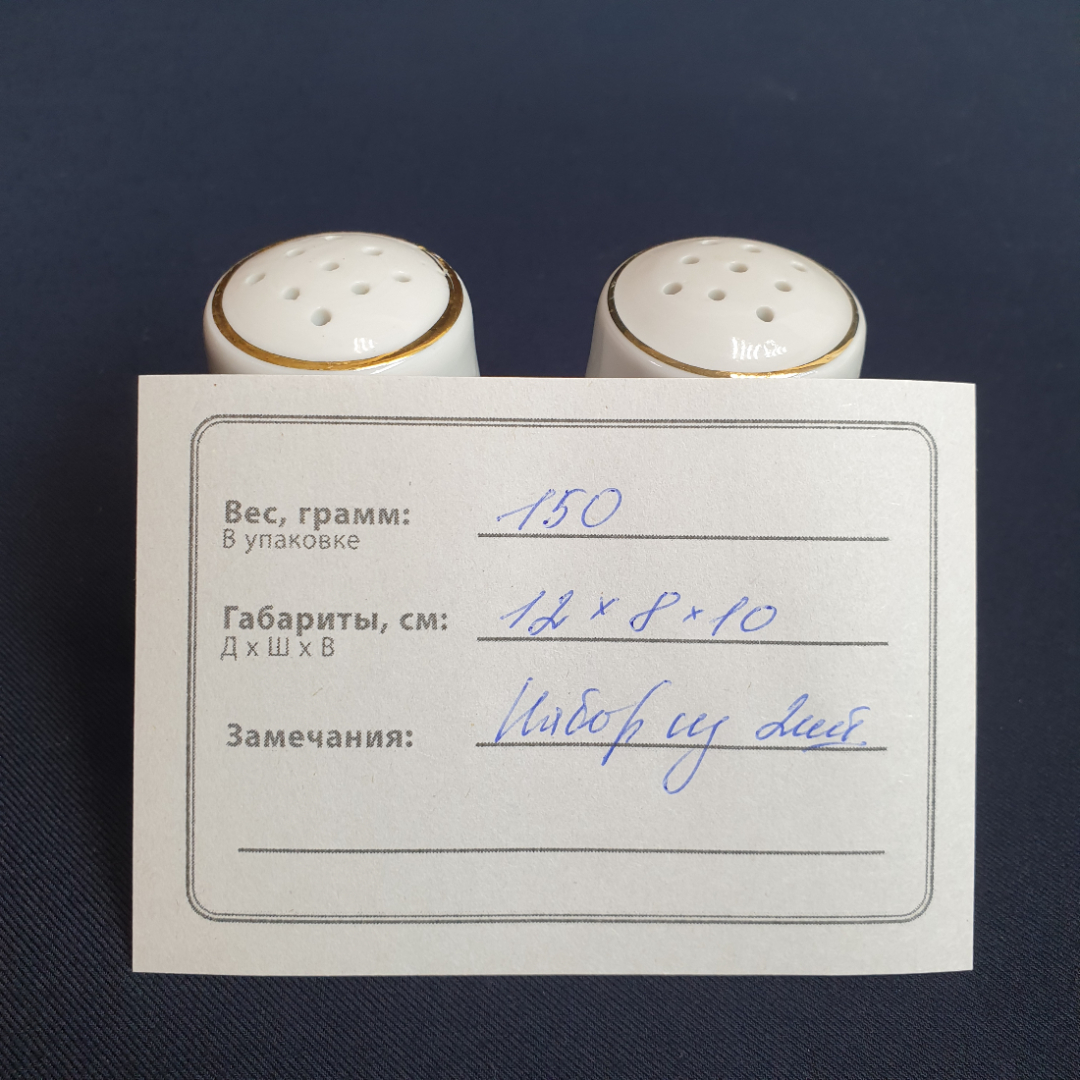 Вес, грамм: 150
В упаковке
Габариты, см: 12 x 8 x 10
Д х Ш х В
Замечания: Набор из 2шт.